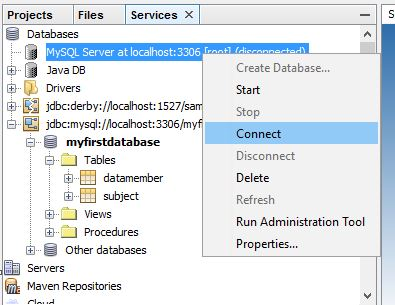 Projects Files Services
S
Databases
MySQL Server at localhost:3306 [root] (disconnected)
Java DB
Drivers
jdbc:derby://localhost:1527/sam
jdbc:mysql://localhost:3306/myf
myfirstdatabase
Tables
datamember
subject
Views
Procedures
Other databases
Servers
Maven Repositories
Cloud
Create Database...
Start
Stop
Connect
Disconnect
Delete
Refresh
Run Administration Tool
Properties...